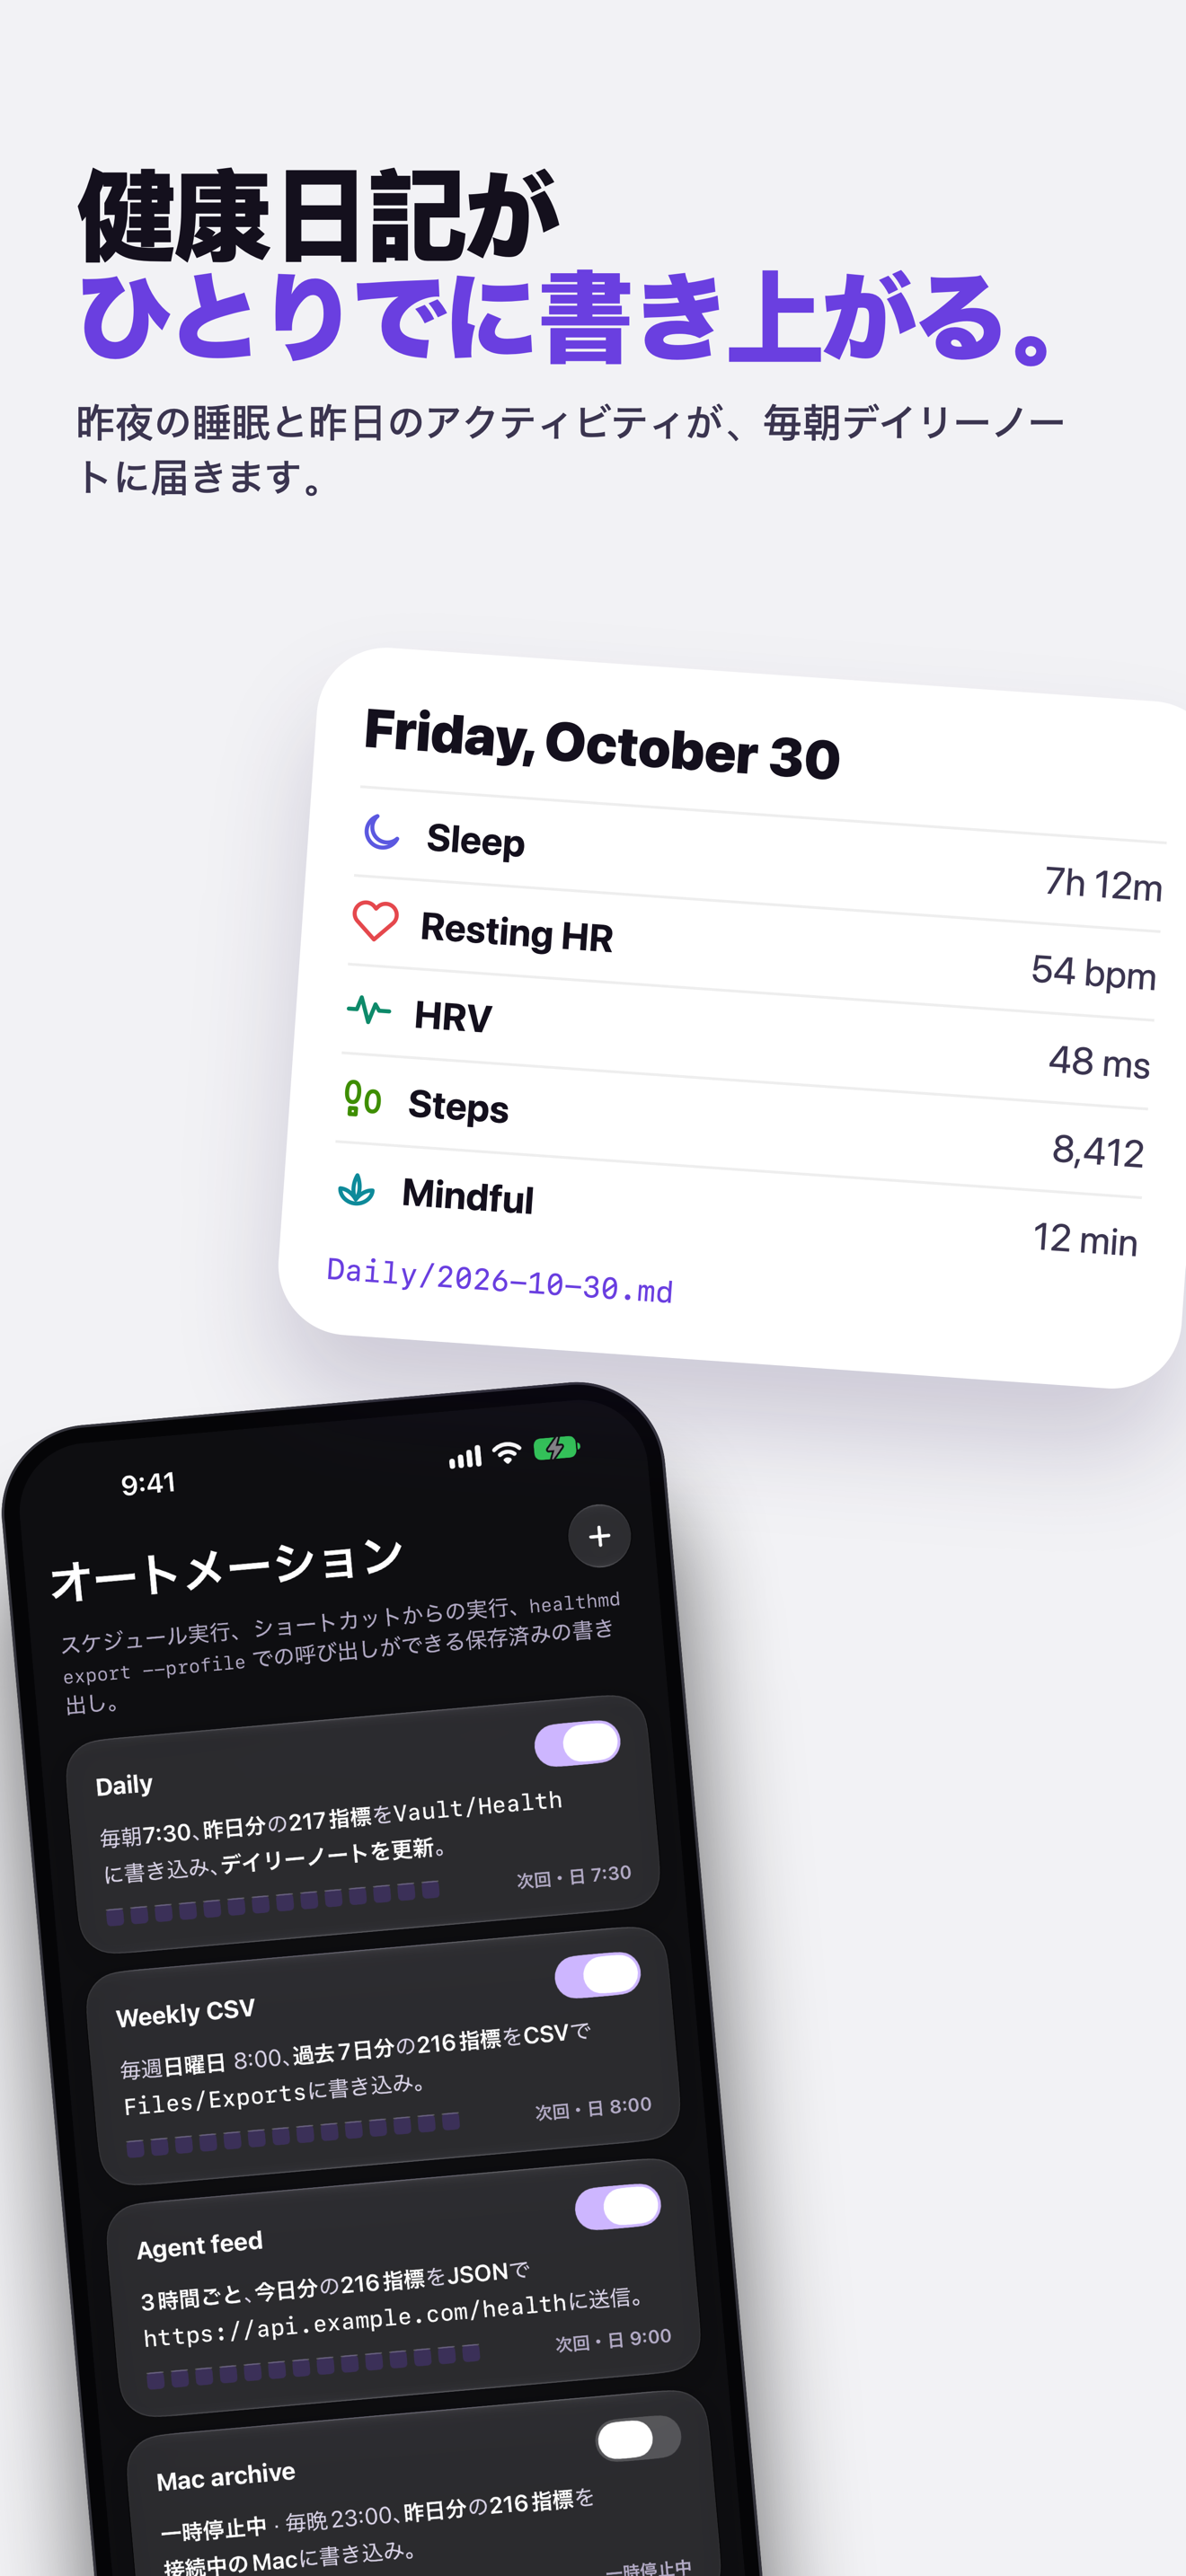 健康日記が
ひとりでに書き上がる。
昨夜の睡眠と昨日のアクティビティが、毎朝デイリーノー
トに届きます。
Friday, October 30
Sleep 7h 12m
Resting HR 54 bpm
HRV 48 ms
Steps 8,412
Mindful 12 min
Daily/2026-10-30.md
9:41
オートメーション
スケジュール実行、ショートカットからの実行、healthmd
export --profile での呼び出しができる保存済みの書き
出し。
Daily
毎朝7:30、昨日分の217指標をVault/Health
に書き込み、デイリーノートを更新。
次回・日 7:30
Weekly CSV
毎週日曜日 8:00、過去7日分の216指標をCSVで
Files/Exportsに書き込み。
次回・日 8:00
Agent feed
3時間ごと、今日分の216指標をJSONで
https://api.example.com/healthに送信。
次回・日 9:00
Mac archive
一時停止中 · 毎晩23:00、昨日分の216指標を
接続中のMacに書き込み。
一時停止中